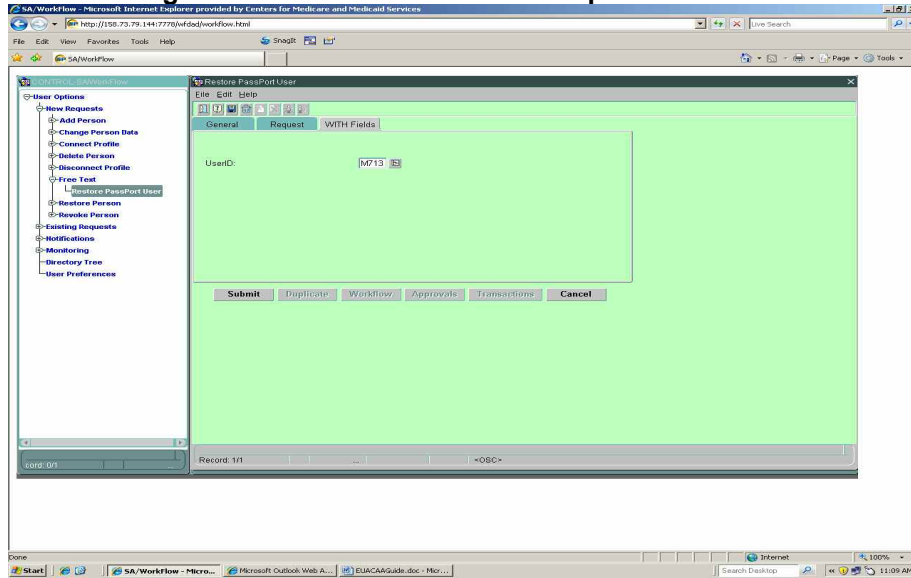 SA/WorkFlow - Microsoft Internet Explorer provided by Centers for Medicare and Medicaid Services
http://158.73.79.144:7778/wfdad/workflow.html
Live Search
File Edit View Favorites Tools Help
SnagIt
SA/WorkFlow
Page
Tools
CONTROL: SAWorkFlow
User Options
New Requests
Add Person
Change Person Data
Connect Profile
Delete Person
Disconnect Profile
Free Text
Restore PassPort User
Restore Person
Revoke Person
Existing Requests
Notifications
Monitoring
Directory Tree
User Preferences
cord: 0/1
Restore PassPort User
File Edit Help
General Request WITH Fields
UserID: M713
Submit Duplicate Workflow Approvals Transactions Cancel
Record: 1/1 ... <OSC>
Done
Internet
100%
Start
SA/WorkFlow - Micro...
Microsoft Outlook Web A...
EUACAAGuide.doc - Micr...
Search Desktop
11:09 AM